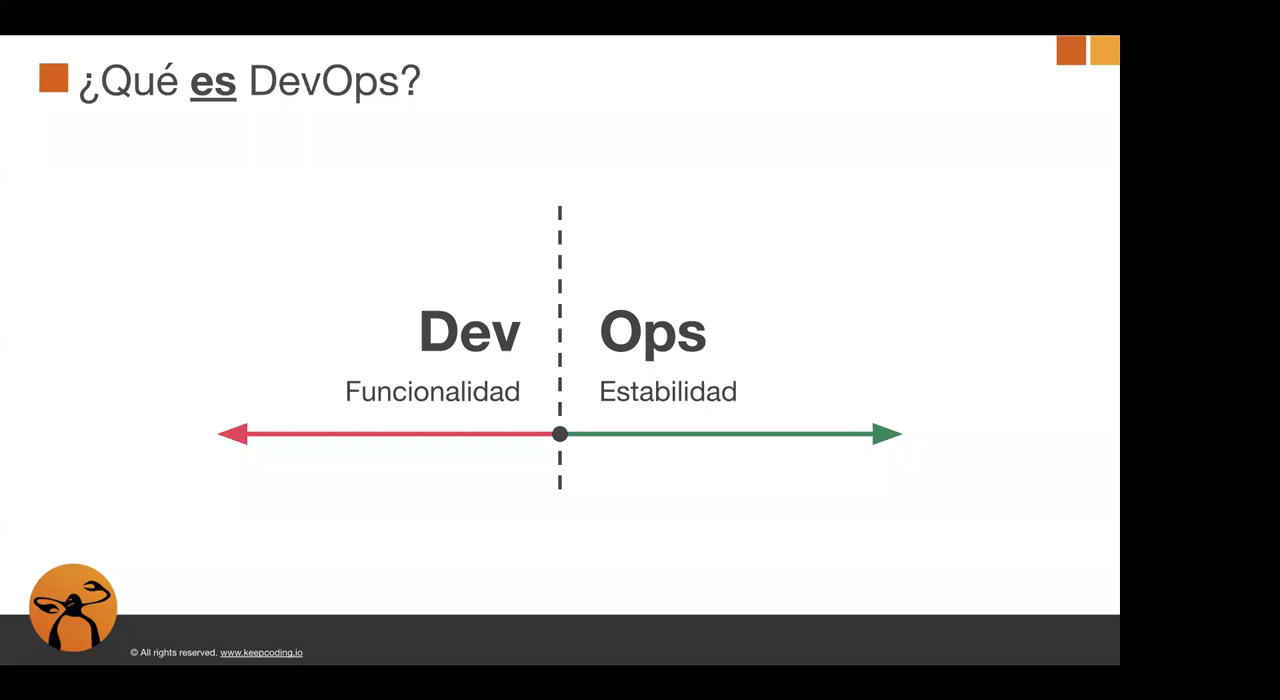 ¿Qué es DevOps?
Dev Ops
Funcionalidad Estabilidad
© All rights reserved. www.keepcoding.io